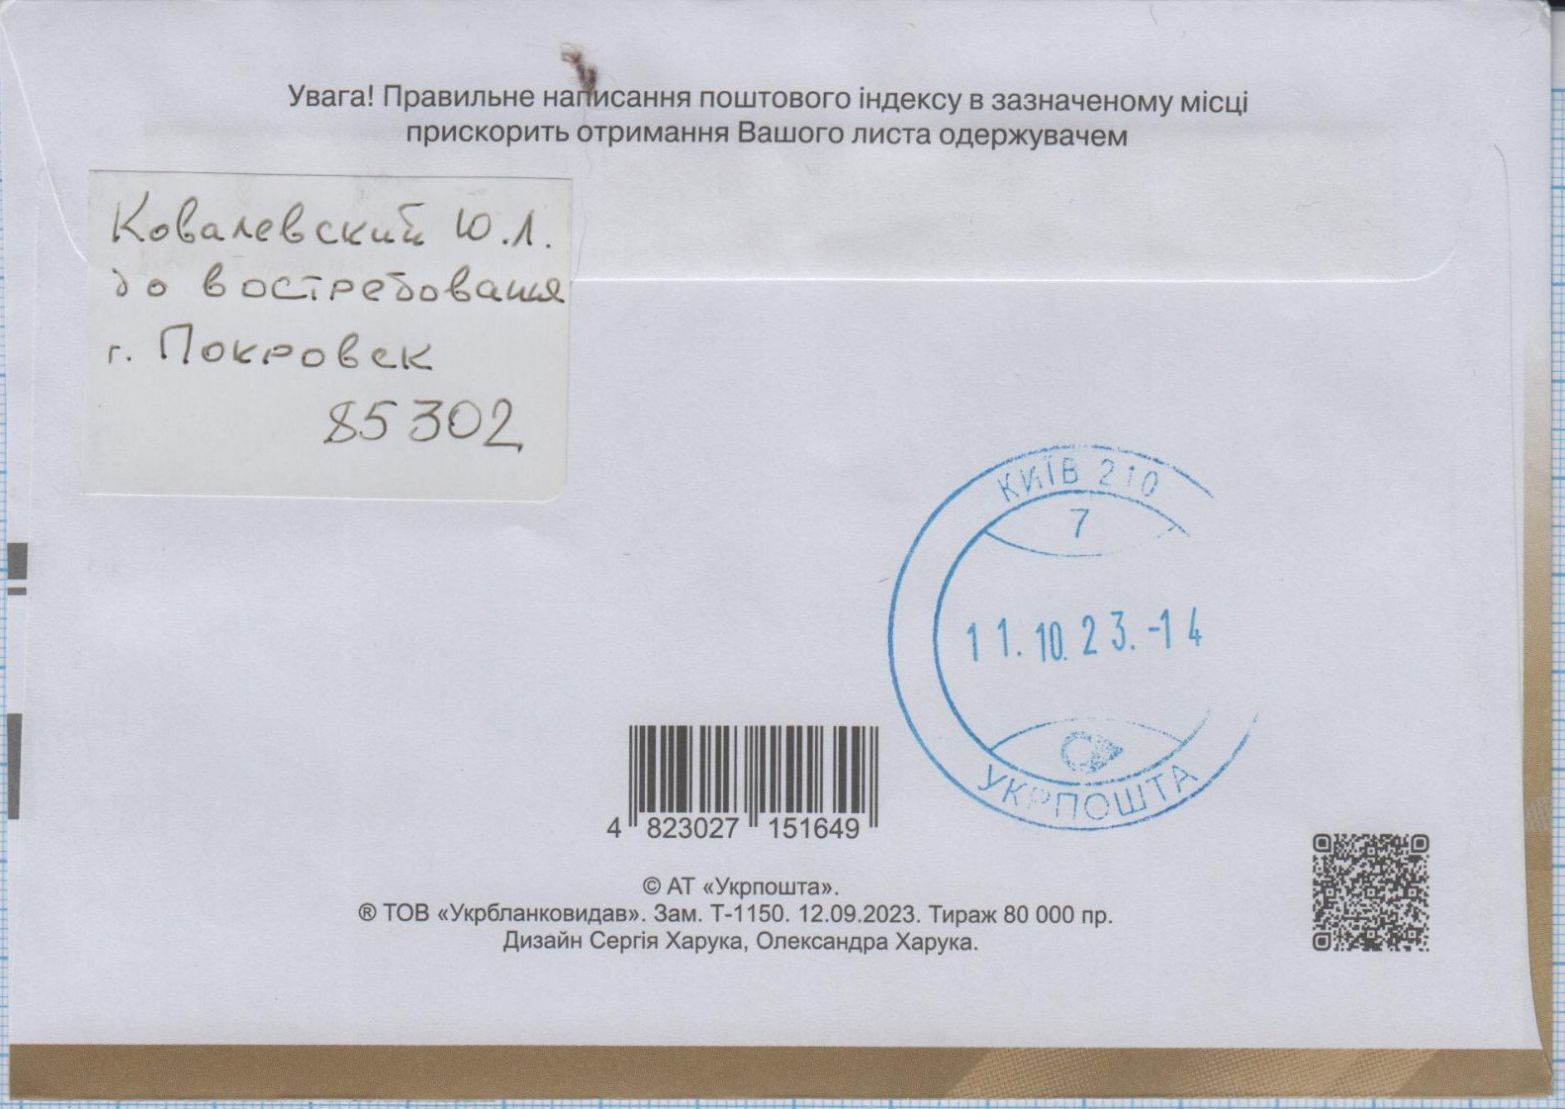 Увага! Правильне написання поштового індексу в зазначеному місці
прискорить отримання Вашого листа одержувачем
Ковалевский Ю.Л.
до востребования
г. Покровск
85302
КИЇВ 210
7
11.10.23.-14
УКРПОШТА
4 823027 151649
© АТ «Укрпошта».
® ТОВ «Укрбланковидав». Зам. Т-1150. 12.09.2023. Тираж 80 000 пр.
Дизайн Сергія Харука, Олександра Харука.